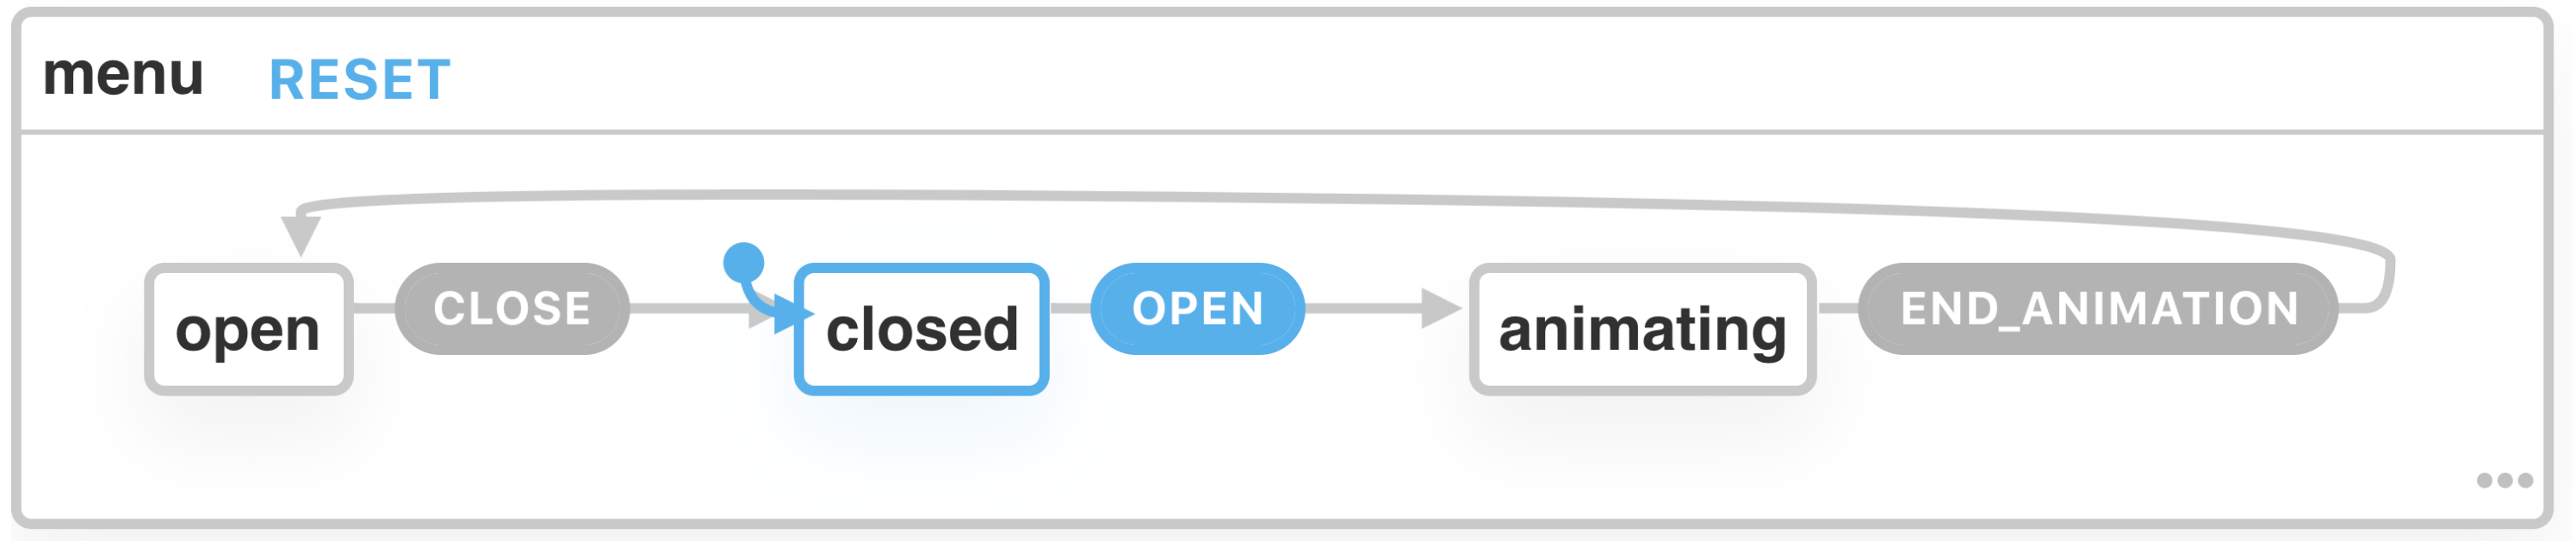 menu RESET
open CLOSE closed OPEN animating END_ANIMATION